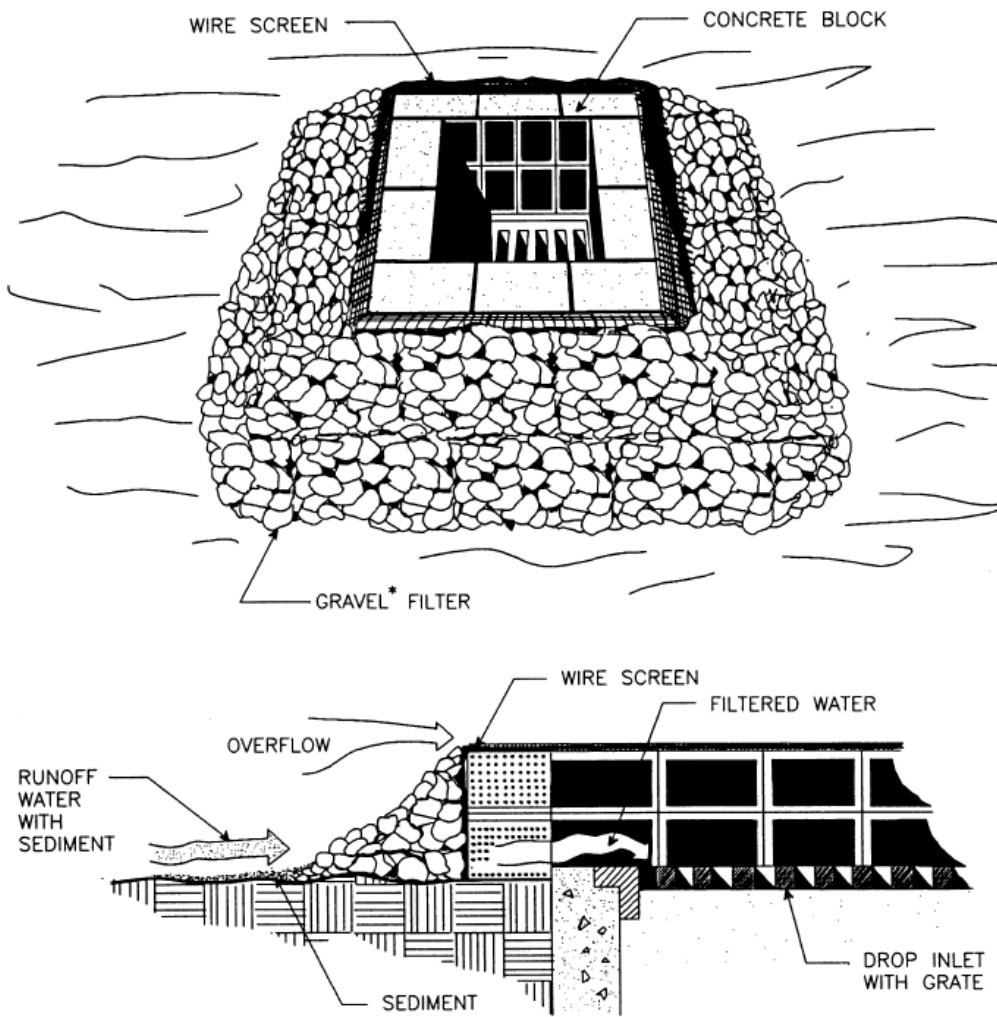 WIRE SCREEN
CONCRETE BLOCK
GRAVEL* FILTER
WIRE SCREEN
FILTERED WATER
OVERFLOW
RUNOFF
WATER
WITH
SEDIMENT
DROP INLET
WITH GRATE
SEDIMENT